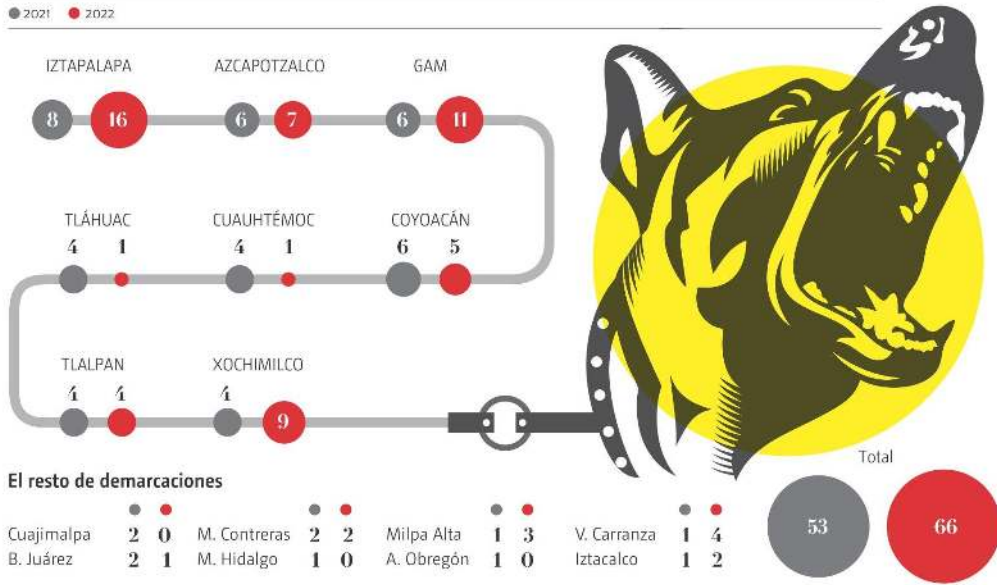 2021 2022
IZTAPALAPA AZCAPOTZALCO GAM
8 16 6 7 6 11
TLÁHUAC CUAUHTÉMOC COYOACÁN
4 1 4 1 6 5
TLALPAN XOCHIMILCO
4 4 4 9
Total
53 66
El resto de demarcaciones
Cuajimalpa 2 0 M. Contreras 2 2 Milpa Alta 1 3 V. Carranza 1 4
B. Juárez 2 1 M. Hidalgo 1 0 A. Obregón 1 0 Iztacalco 1 2